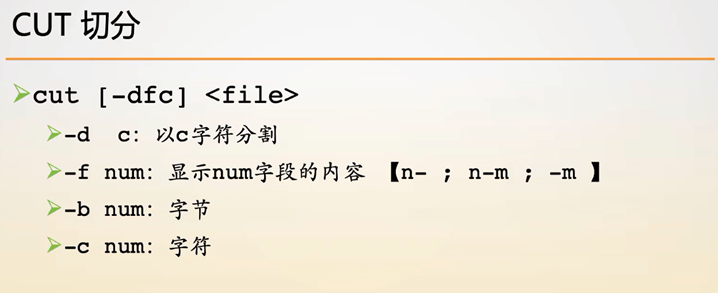 CUT 切分
cut [-dfc] <file>
-d c: 以c字符分割
-f num: 显示num字段的内容 【n- ; n-m ; -m 】
-b num: 字节
-c num: 字符